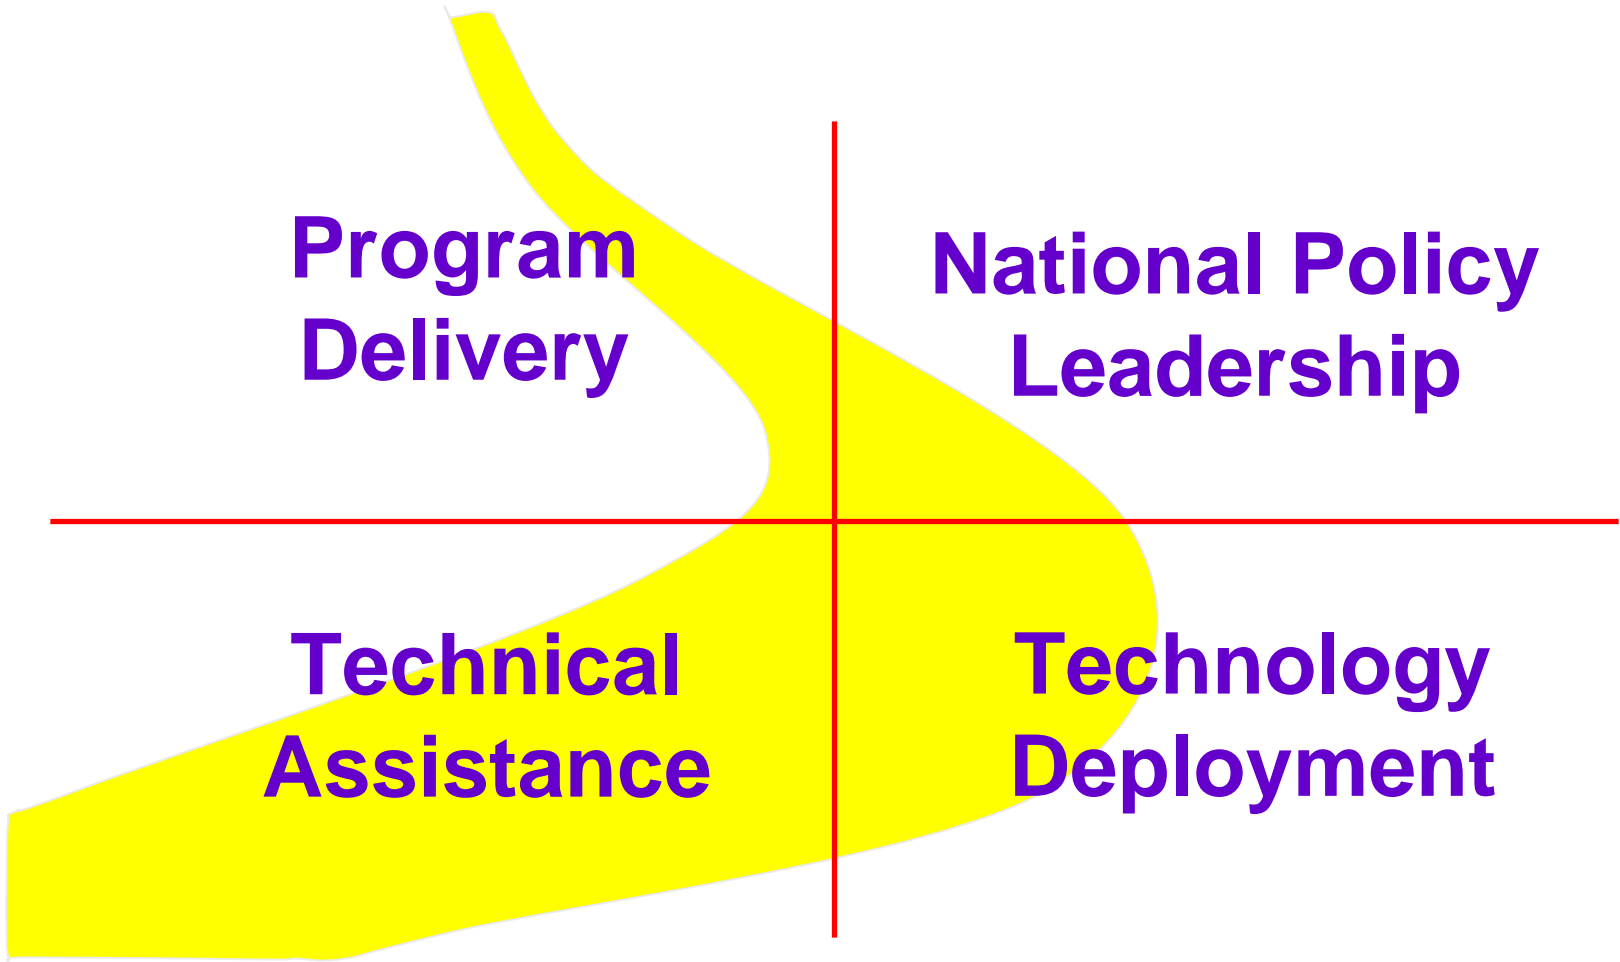 Program
Delivery
National Policy
Leadership
Technical
Assistance
Technology
Deployment